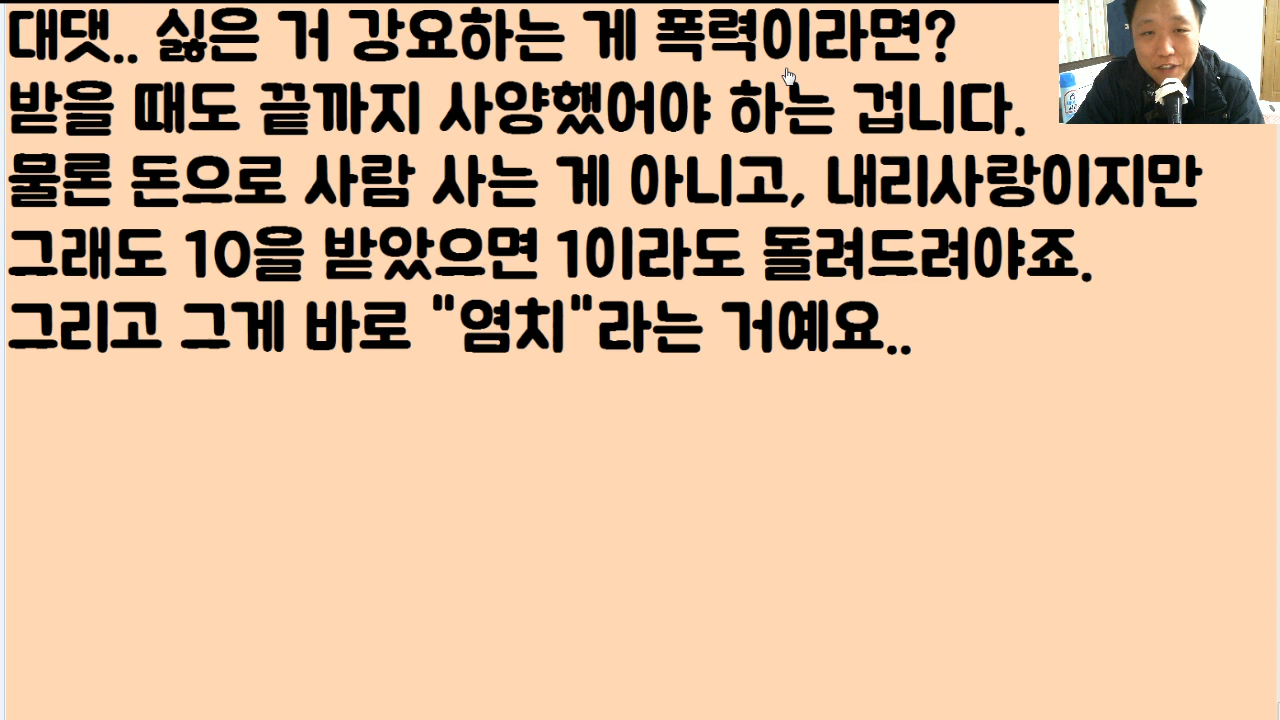 대댓.. 싫은 거 강요하는 게 폭력이라면?
받을 때도 끝까지 사양했어야 하는 겁니다.
물론 돈으로 사람 사는 게 아니고, 내리사랑이지만
그래도 10을 받았으면 1이라도 돌려드려야죠.
그리고 그게 바로 "염치"라는 거예요..